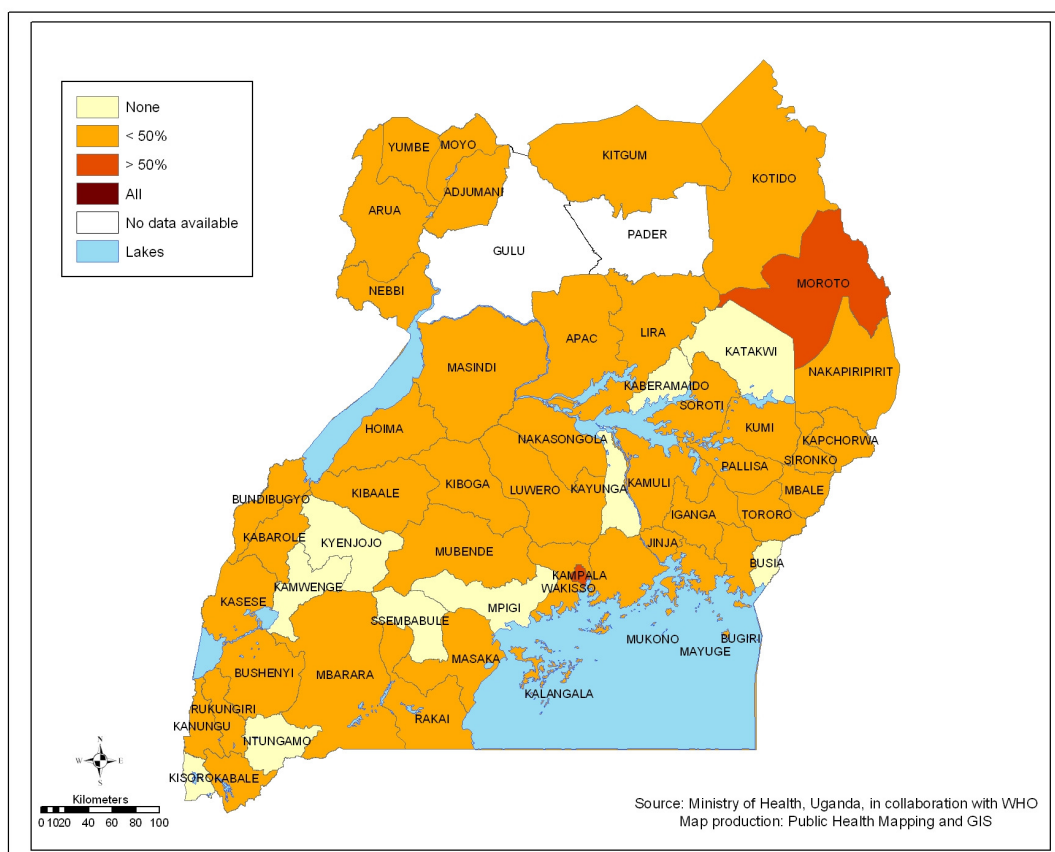 None
< 50%
> 50%
All
No data available
Lakes
YUMBE
MOYO
KITGUM
KOTIDO
ADJUMANI
ARUA
PADER
GULU
MOROTO
NEBBI
APAC
LIRA
KATAKWI
MASINDI
NAKAPIRIPIRIT
KABERAMAIDO
SOROTI
HOIMA
KUMI
NAKASONGOLA
KAPCHORWA
SIRONKO
PALLISA
KIBOGA
KAYUNGA
KAMULI
LUWERO
MBALE
KIBAALE
BUNDIBUGYO
IGANGA
TORORO
KABAROLE
KYENJOJO
JINJA
MUBENDE
BUSIA
KAMPALA
WAKISSO
KAMWENGE
KASESE
MPIGI
SSEMBABULE
MUKONO
BUGIRI
MAYUGE
MASAKA
BUSHENYI
MBARARA
KALANGALA
RUKUNGIRI
RAKAI
KANUNGU
NTUNGAMO
KISORO
KABALE
N
W
E
S
Kilometers
0 1020 40 60 80 100
Source: Ministry of Health, Uganda, in collaboration with WHO
Map production: Public Health Mapping and GIS